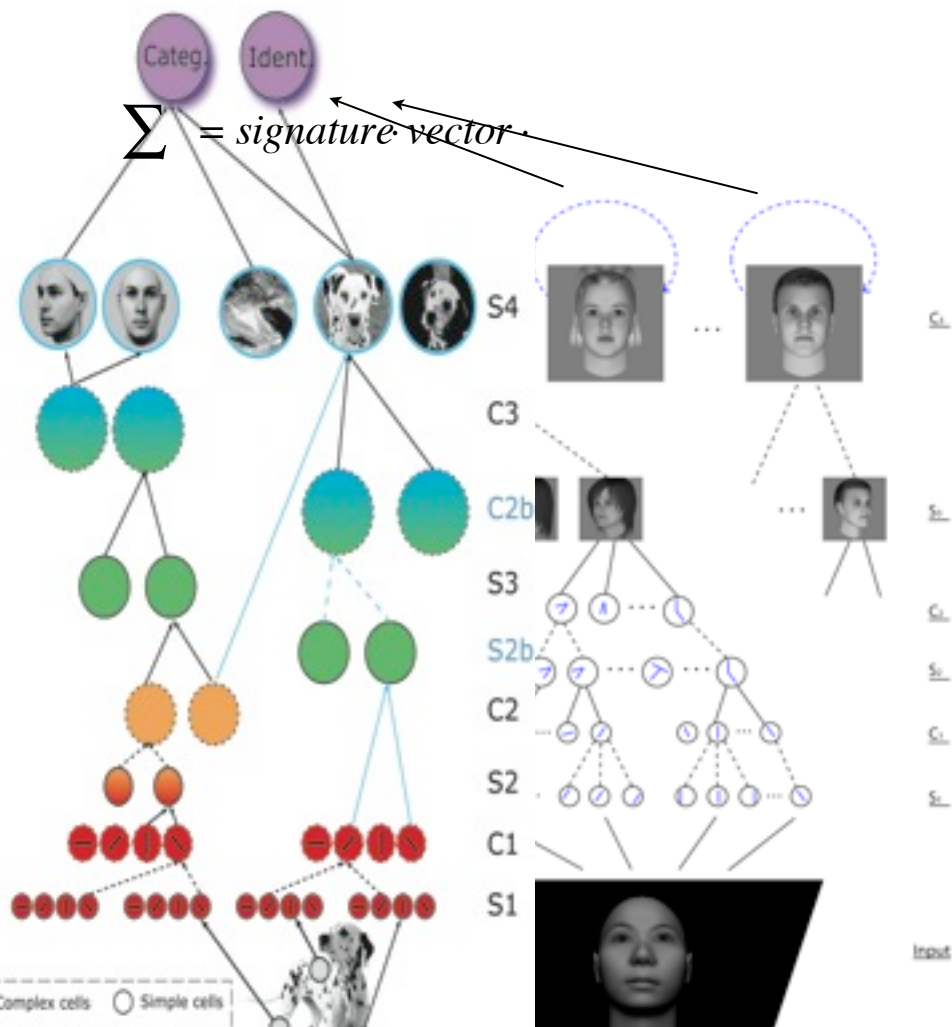 Categ.
Ident.
∑ = signature· vector ·
S4
C3
C2b
S3
S2b
C2
S2
C1
S1
Input
Complex cells
Simple cells